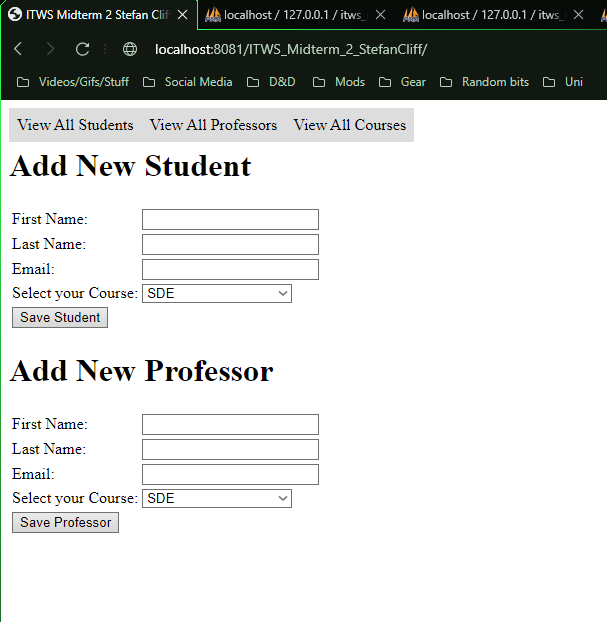 ITWS Midterm 2 Stefan Clif
localhost / 127.0.0.1 / itws_
localhost / 127.0.0.1 / itws_
localhost:8081/ITWS_Midterm_2_StefanCliff/
Videos/Gifs/Stuff Social Media D&D Mods Gear Random bits Uni
View All Students View All Professors View All Courses
Add New Student
First Name:
Last Name:
Email:
Select your Course: SDE
Save Student
Add New Professor
First Name:
Last Name:
Email:
Select your Course: SDE
Save Professor